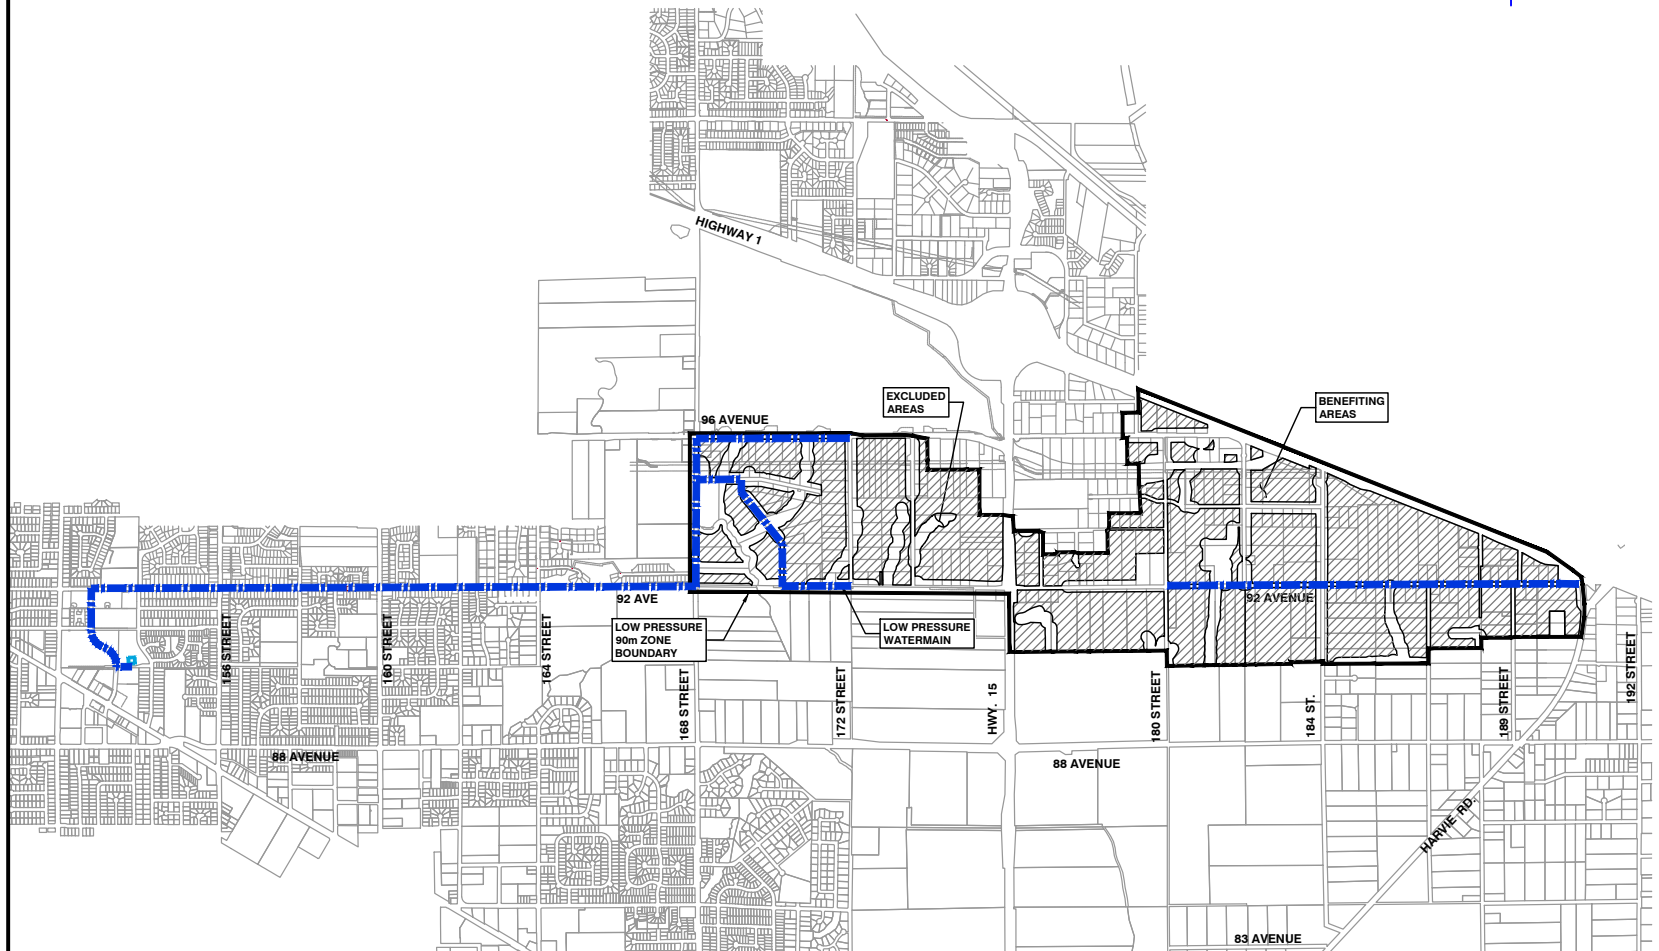 HIGHWAY 1
EXCLUDED
AREAS
BENEFITING
AREAS
96 AVENUE
92 AVE
92 AVENUE
LOW PRESSURE
90m ZONE
BOUNDARY
LOW PRESSURE
WATERMAIN
156 STREET
160 STREET
164 STREET
168 STREET
172 STREET
HWY. 15
180 STREET
184 ST.
189 STREET
192 STREET
88 AVENUE
88 AVENUE
HARVIE RD.
83 AVENUE